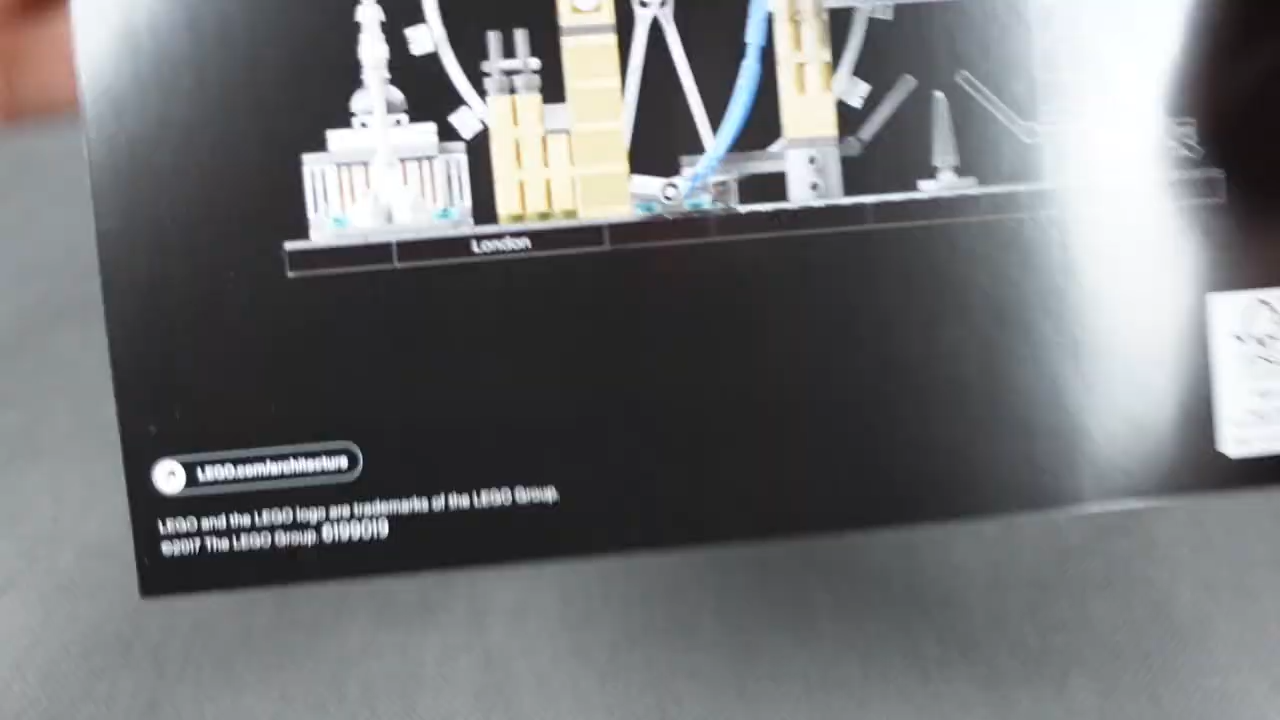 London
LEGO.com/architecture
LEGO and the LEGO logo are trademarks of the LEGO Group.
©2017 The LEGO Group. 6199019